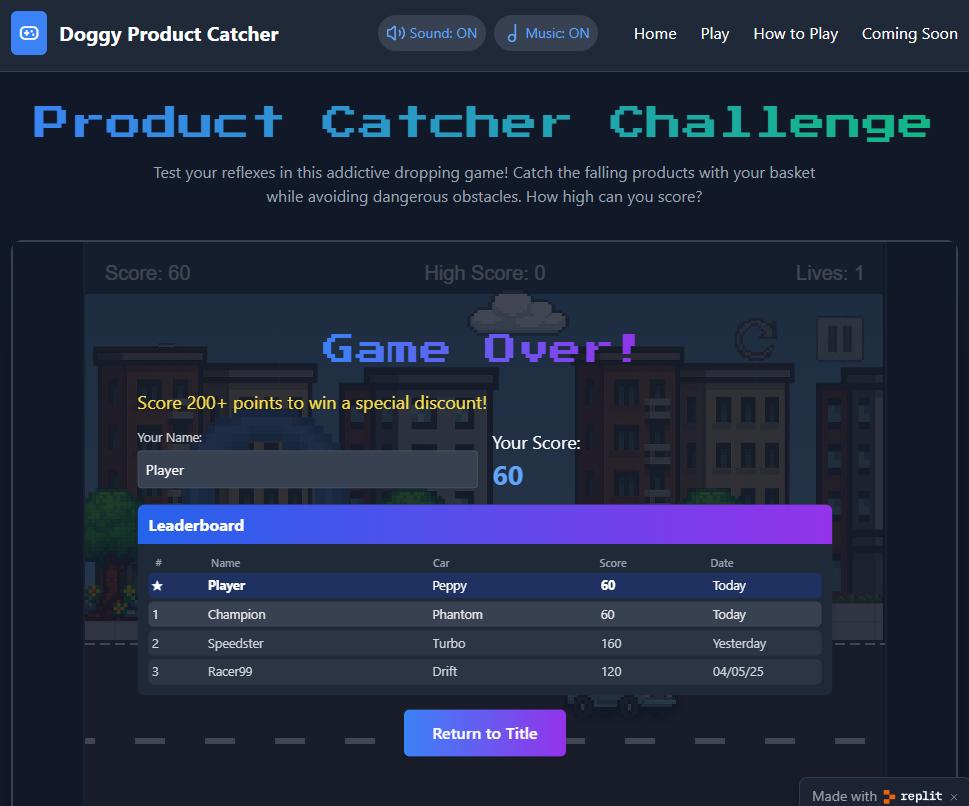 Doggy Product Catcher
Sound: ON
Music: ON
Home
Play
How to Play
Coming Soon
Product Catcher Challenge
Test your reflexes in this addictive dropping game! Catch the falling products with your basket
while avoiding dangerous obstacles. How high can you score?
Score: 60
High Score: 0
Lives: 1
Game Over!
Score 200+ points to win a special discount!
Your Name:
Player
Your Score:
60
Leaderboard
# Name Car Score Date
★ Player Peppy 60 Today
1 Champion Phantom 60 Today
2 Speedster Turbo 160 Yesterday
3 Racer99 Drift 120 04/05/25
Return to Title
Made with replit ×